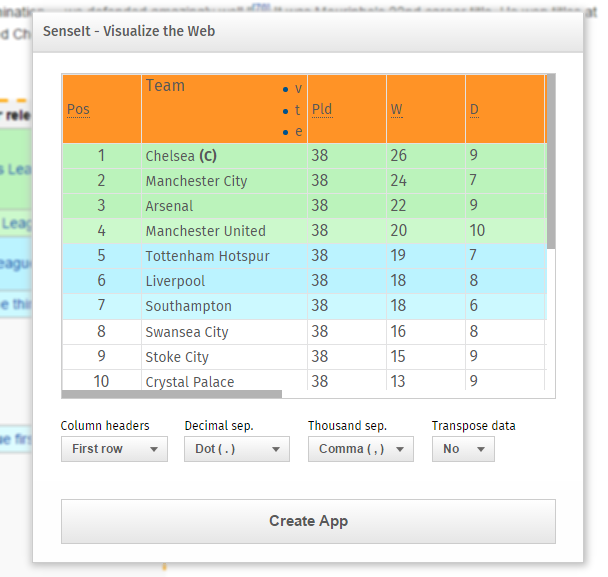 SenseIt - Visualize the Web
Pos Team • v • t • e Pld W D
1 Chelsea (C) 38 26 9
2 Manchester City 38 24 7
3 Arsenal 38 22 9
4 Manchester United 38 20 10
5 Tottenham Hotspur 38 19 7
6 Liverpool 38 18 8
7 Southampton 38 18 6
8 Swansea City 38 16 8
9 Stoke City 38 15 9
10 Crystal Palace 38 13 9
Column headers Decimal sep. Thousand sep. Transpose data
First row Dot ( . ) Comma ( , ) No
Create App